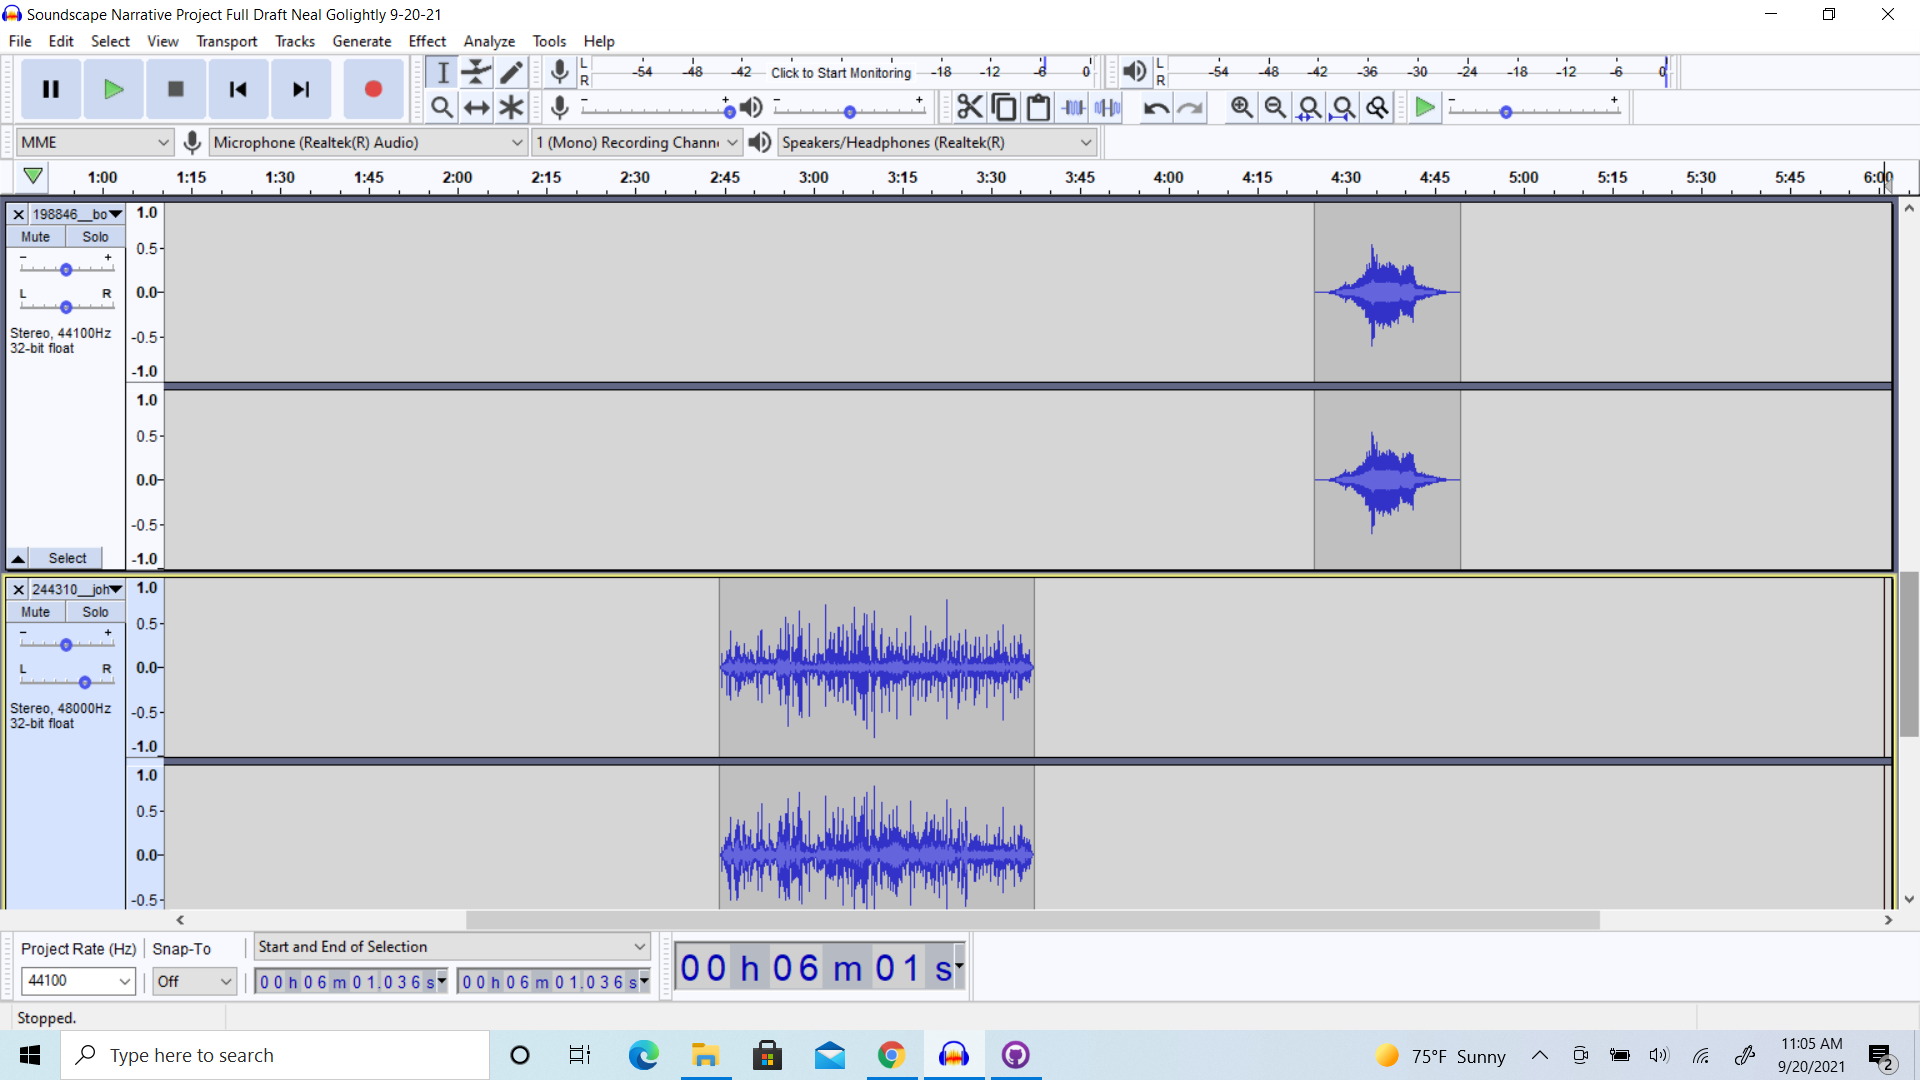 Soundscape Narrative Project Full Draft Neal Golightly 9-20-21
File Edit Select View Transport Tracks Generate Effect Analyze Tools Help
L R -54 -48 -42 Click to Start Monitoring -18 -12 -6 0
L R -54 -48 -42 -36 -30 -24 -18 -12 -6 0
- + - + - +
MME Microphone (Realtek(R) Audio) 1 (Mono) Recording Chann Speakers/Headphones (Realtek(R)
1:00 1:15 1:30 1:45 2:00 2:15 2:30 2:45 3:00 3:15 3:30 3:45 4:00 4:15 4:30 4:45 5:00 5:15 5:30 5:45 6:00
198846__bo
Mute Solo
- +
L R
Stereo, 44100Hz
32-bit float
Select
1.0
0.5-
0.0-
-0.5-
-1.0
1.0
0.5-
0.0-
-0.5-
-1.0
244310__joh
Mute Solo
- +
L R
Stereo, 48000Hz
32-bit float
1.0
0.5-
0.0-
-0.5-
-1.0
1.0
0.5-
0.0-
-0.5-
Project Rate (Hz) Snap-To Start and End of Selection
44100 Off 00 h 06 m 01.036 s 00 h 06 m 01.036 s
00 h 06 m 01 s
Stopped.
Type here to search
75°F Sunny
11:05 AM
9/20/2021
2